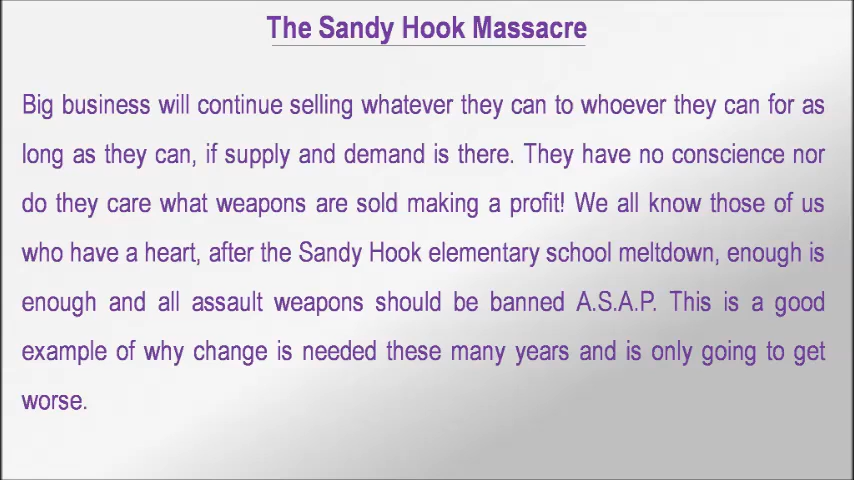 The Sandy Hook Massacre
Big business will continue selling whatever they can to whoever they can for as
long as they can, if supply and demand is there. They have no conscience nor
do they care what weapons are sold making a profit! We all know those of us
who have a heart, after the Sandy Hook elementary school meltdown, enough is
enough and all assault weapons should be banned A.S.A.P. This is a good
example of why change is needed these many years and is only going to get
worse.